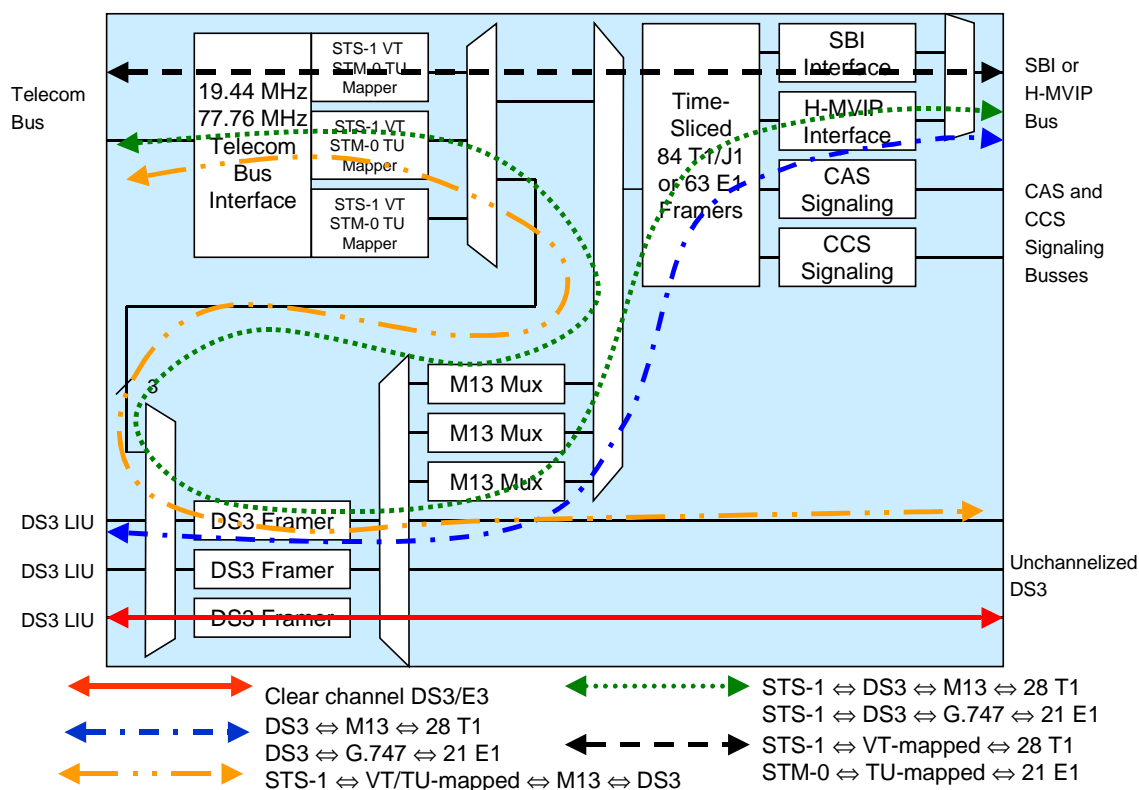 Telecom
Bus
19.44 MHz
77.76 MHz
Telecom
Bus
Interface
STS-1 VT
STM-0 TU
Mapper
STS-1 VT
STM-0 TU
Mapper
STS-1 VT
STM-0 TU
Mapper
Time-
Sliced
84 T1/J1
or 63 E1
Framers
SBI
Interface
H-MVIP
Interface
CAS
Signaling
CCS
Signaling
SBI or
H-MVIP
Bus
CAS and
CCS
Signaling
Busses
3
M13 Mux
M13 Mux
M13 Mux
DS3 LIU
DS3 Framer
DS3 LIU
DS3 Framer
DS3 LIU
DS3 Framer
Unchannelized
DS3
Clear channel DS3/E3
DS3 ⇔ M13 ⇔ 28 T1
DS3 ⇔ G.747 ⇔ 21 E1
STS-1 ⇔ VT/TU-mapped ⇔ M13 ⇔ DS3
STS-1 ⇔ DS3 ⇔ M13 ⇔ 28 T1
STS-1 ⇔ DS3 ⇔ G.747 ⇔ 21 E1
STS-1 ⇔ VT-mapped ⇔ 28 T1
STM-0 ⇔ TU-mapped ⇔ 21 E1